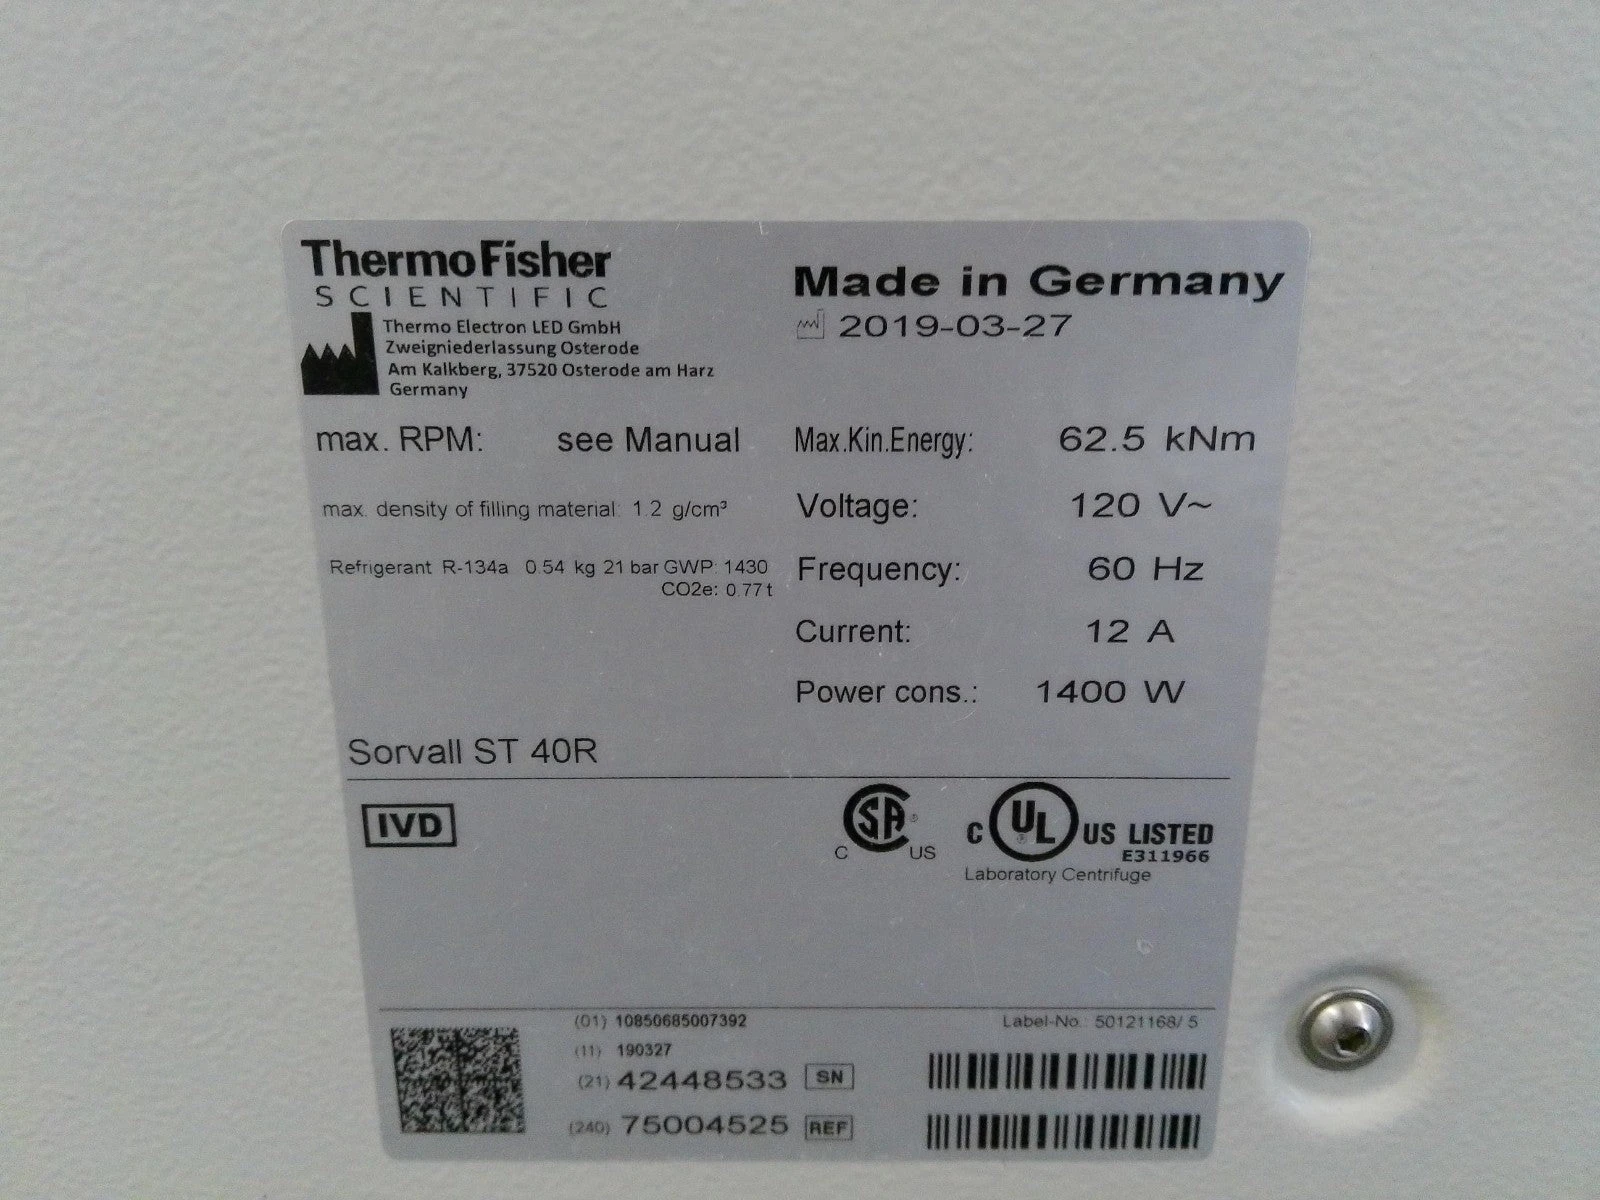 ThermoFisher
SCIENTIFIC
Thermo Electron LED GmbH
Zweigniederlassung Osterode
Am Kalkberg, 37520 Osterode am Harz
Germany
Made in Germany
2019-03-27
max. RPM: see Manual
Max.Kin.Energy: 62.5 kNm
max. density of filling material: 1.2 g/cm³
Voltage: 120 V~
Refrigerant R-134a 0.54 kg 21 bar GWP: 1430
CO2e: 0.77 t
Frequency: 60 Hz
Current: 12 A
Power cons.: 1400 W
Sorvall ST 40R
IVD
SA ®
C US
C UL ® US LISTED
E311966
Laboratory Centrifuge
(01) 10850685007392
Label-No.: 50121168/ 5
(11) 190327
(21) 42448533 SN
(240) 75004525 REF